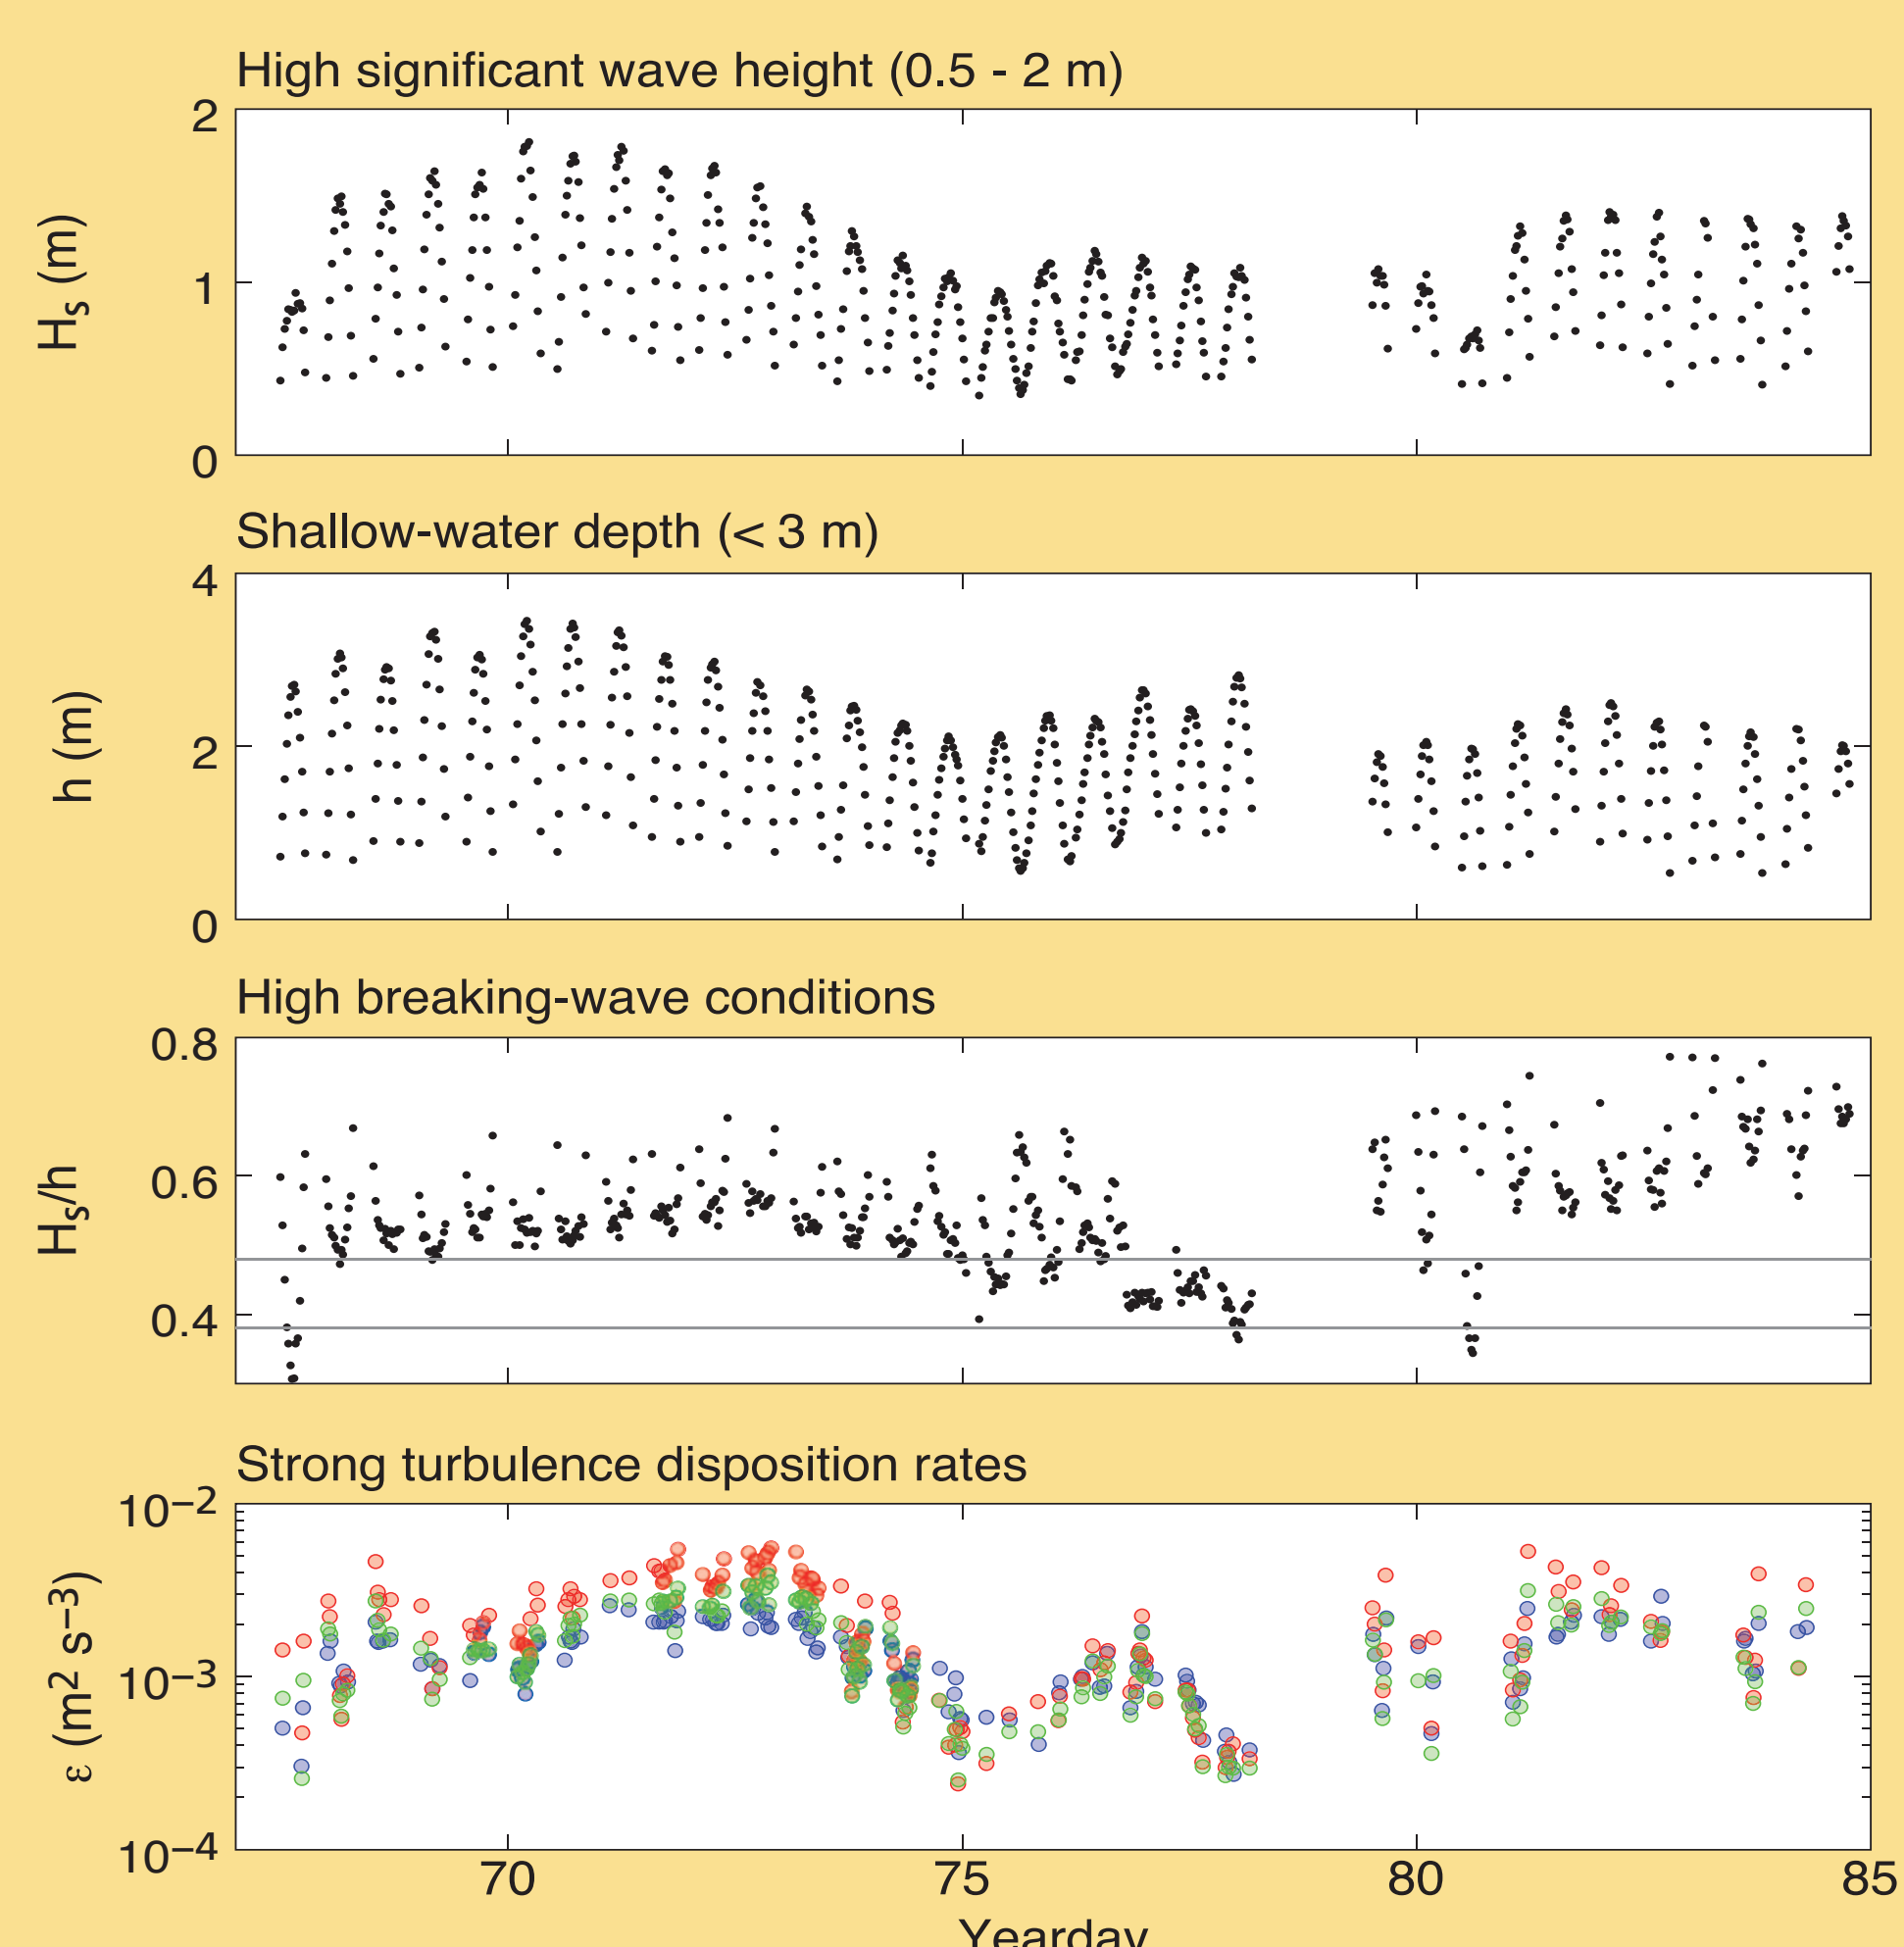 High significant wave height (0.5 - 2 m)
2
1
0
Hₛ (m)
Shallow-water depth (< 3 m)
4
2
0
h (m)
High breaking-wave conditions
0.8
0.6
0.4
Hₛ/h
Strong turbulence disposition rates
10⁻²
10⁻³
10⁻⁴
ε (m² s⁻³)
70 75 80 85
Yearday